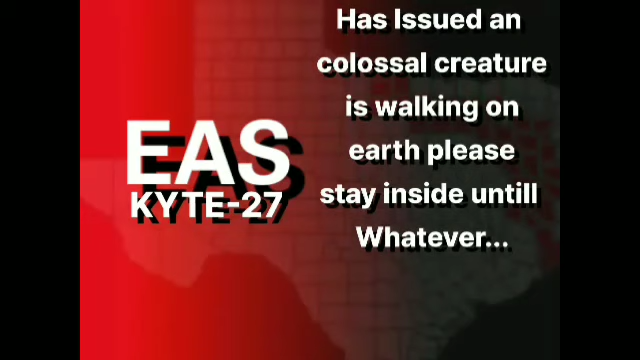 EAS
KYTE-27
Has Issued an
colossal creature
is walking on
earth please
stay inside untill
Whatever...